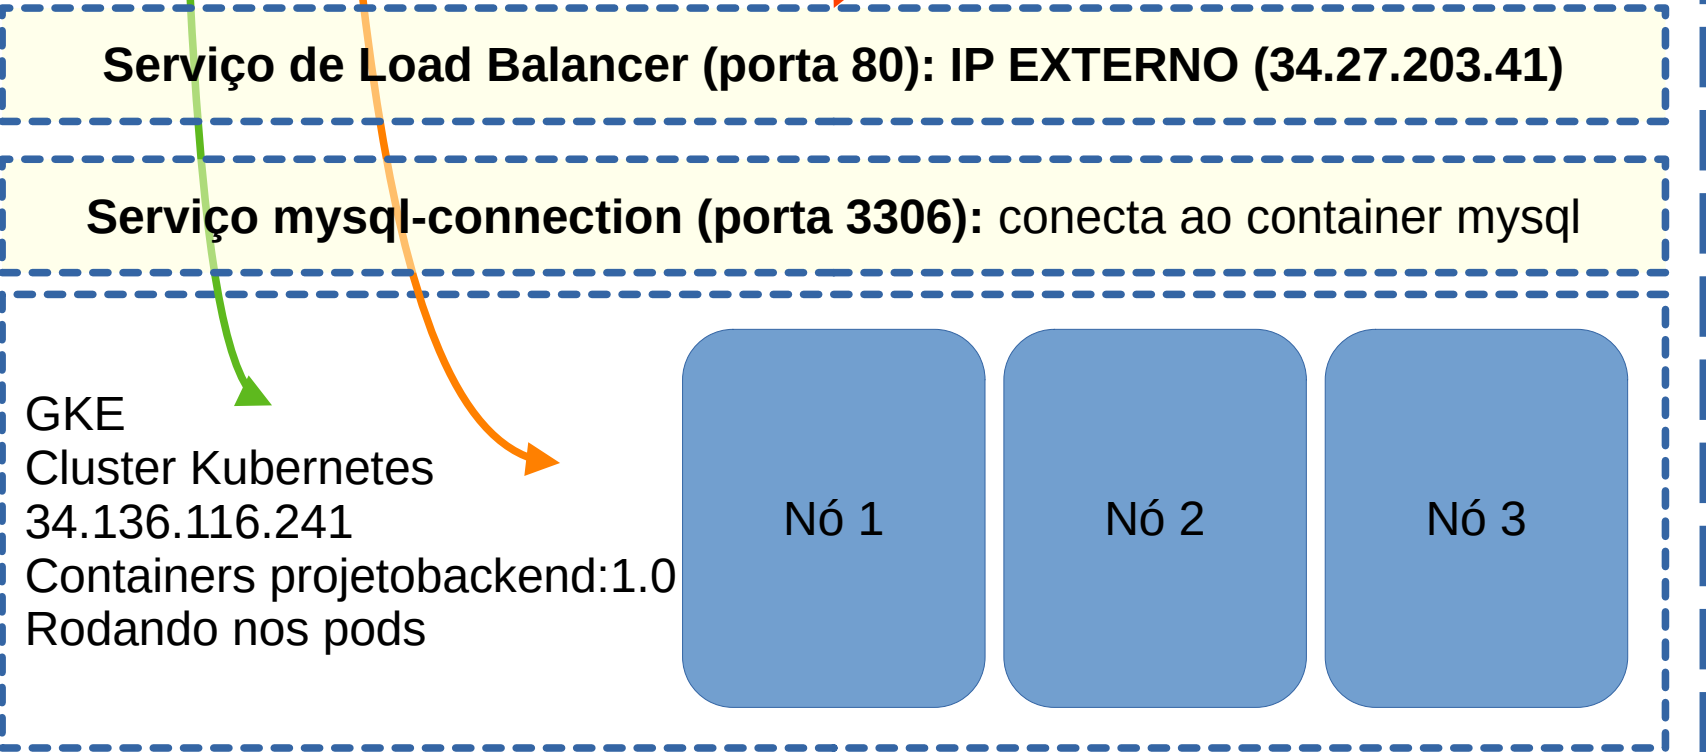 Serviço de Load Balancer (porta 80): IP EXTERNO (34.27.203.41)
Serviço mysql-connection (porta 3306): conecta ao container mysql
GKE
Cluster Kubernetes
34.136.116.241
Containers projetobackend:1.0
Rodando nos pods
Nó 1
Nó 2
Nó 3